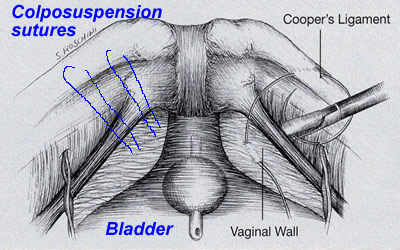 Colposuspension
sutures
Cooper's Ligament
Bladder
Vaginal Wall